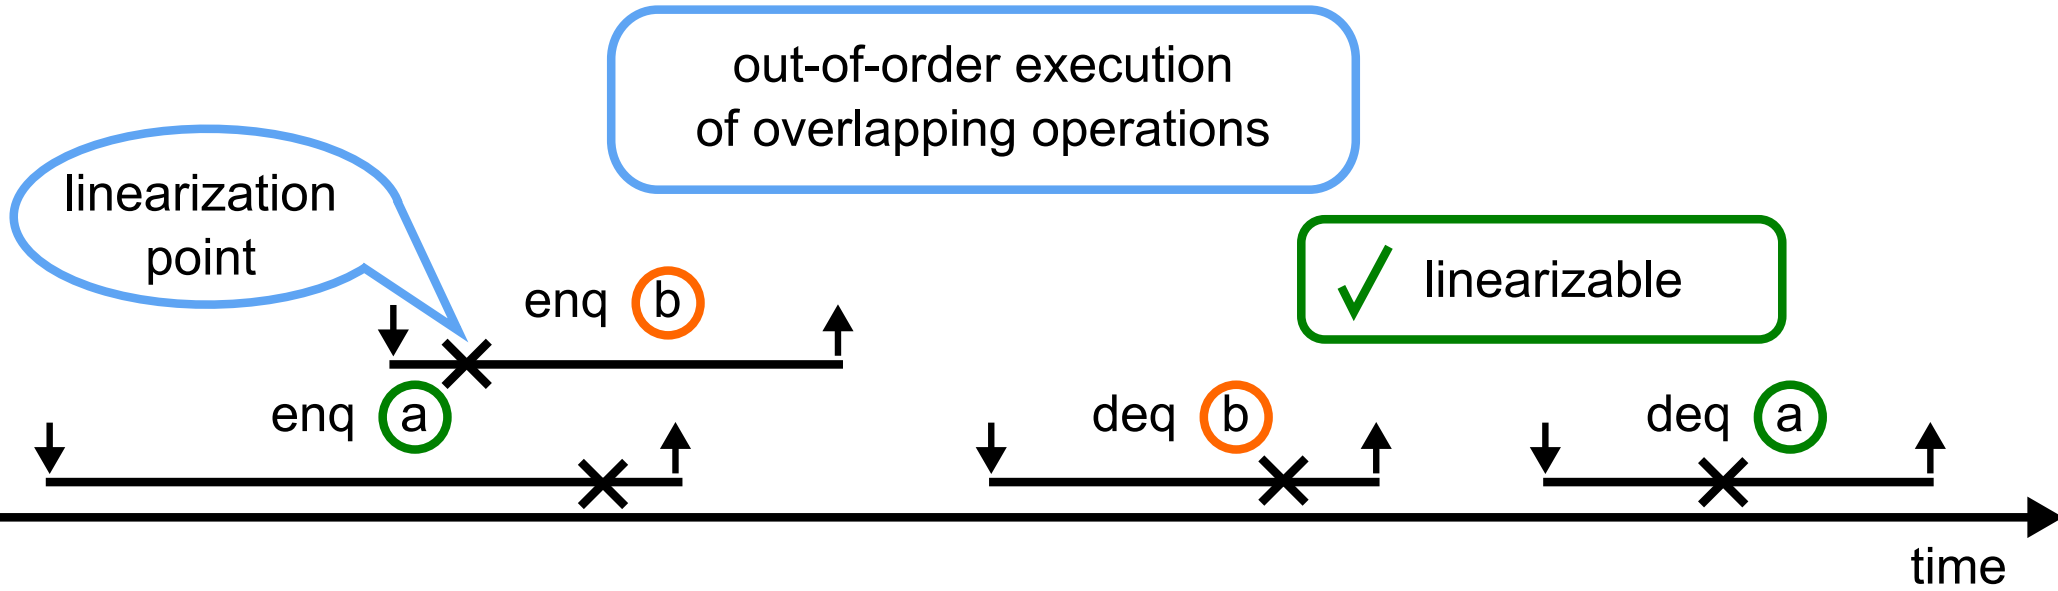 out-of-order execution
of overlapping operations
linearization
point
linearizable
enq b
enq a
deq b
deq a
time